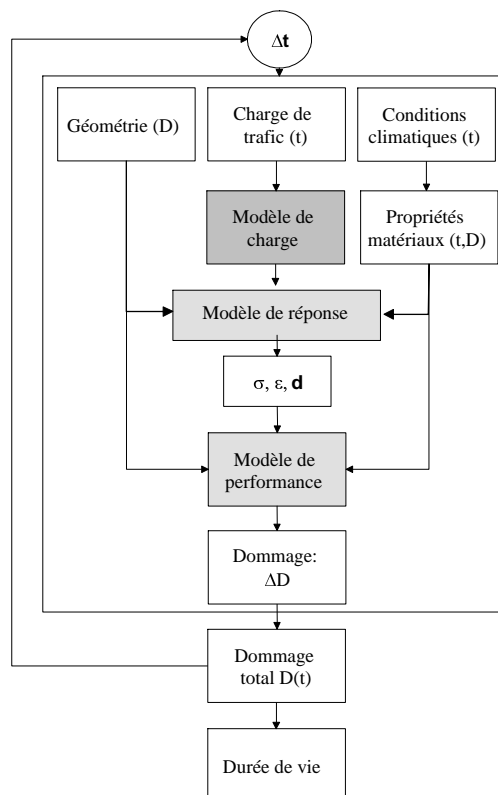 Δt
Géométrie (D)
Charge de
trafic (t)
Conditions
climatiques (t)
Modèle de
charge
Propriétés
matériaux (t,D)
Modèle de réponse
σ, ε, d
Modèle de
performance
Dommage:
ΔD
Dommage
total D(t)
Durée de vie